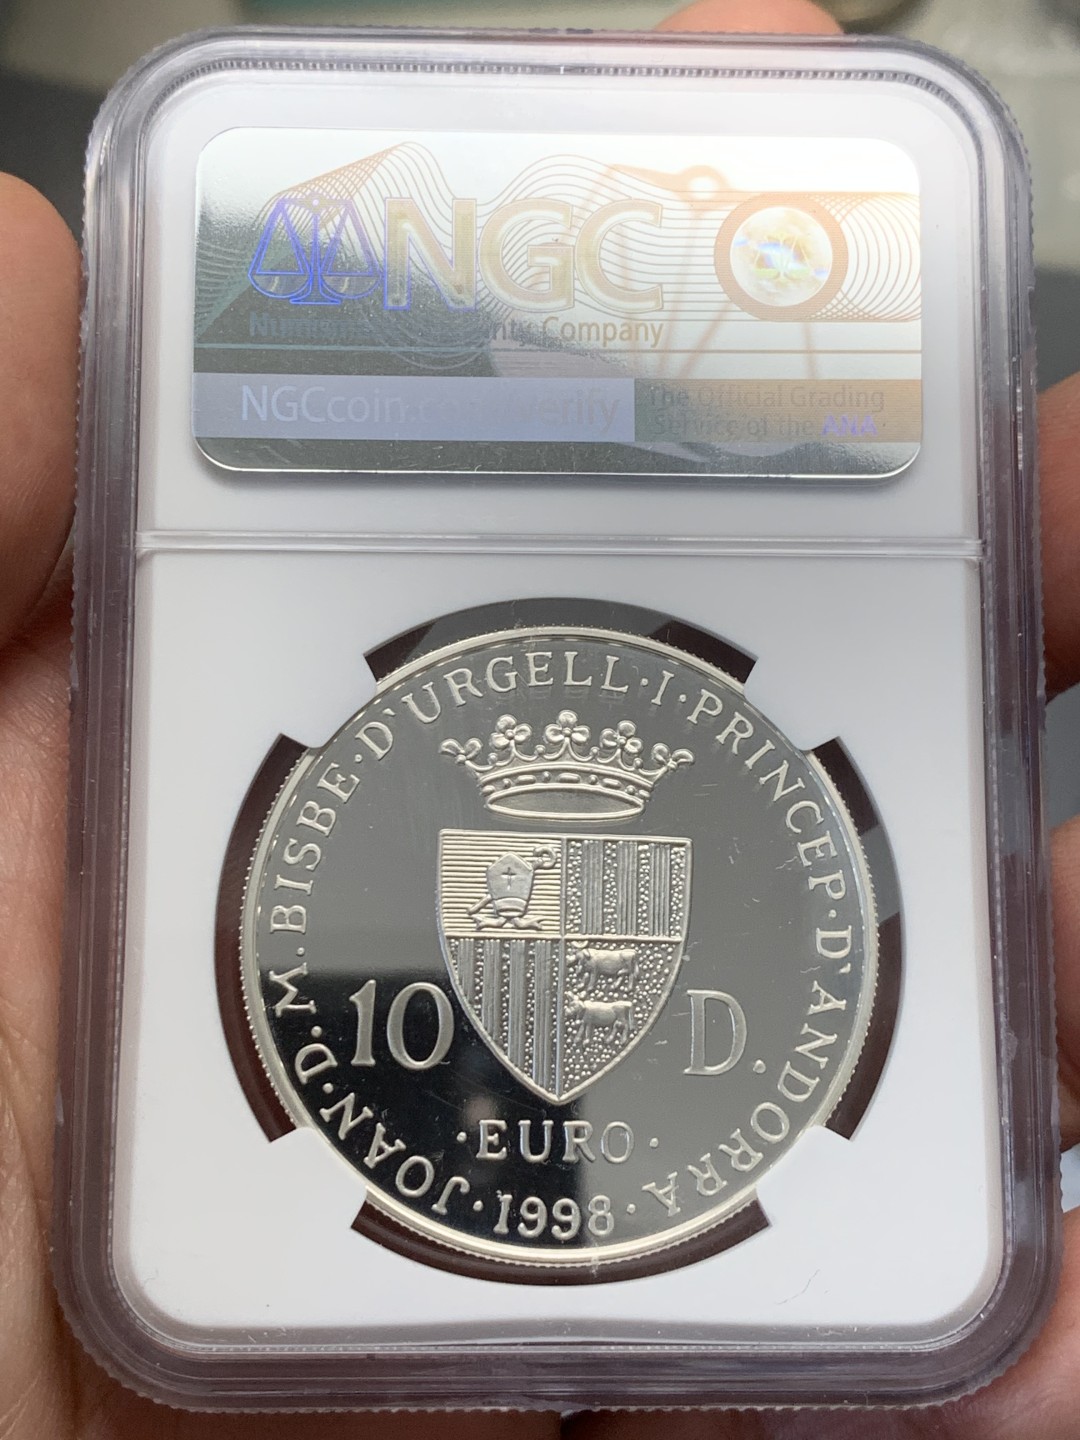 NGC
Numismatic Guaranty Company
NGCcoin.com/verify
The Official Grading
Service of the ANA
JOAN·D·M·BISBE·D'URGELL·I·PRINCEP·D'ANDORRA
10 D.
·EURO·
·1998·